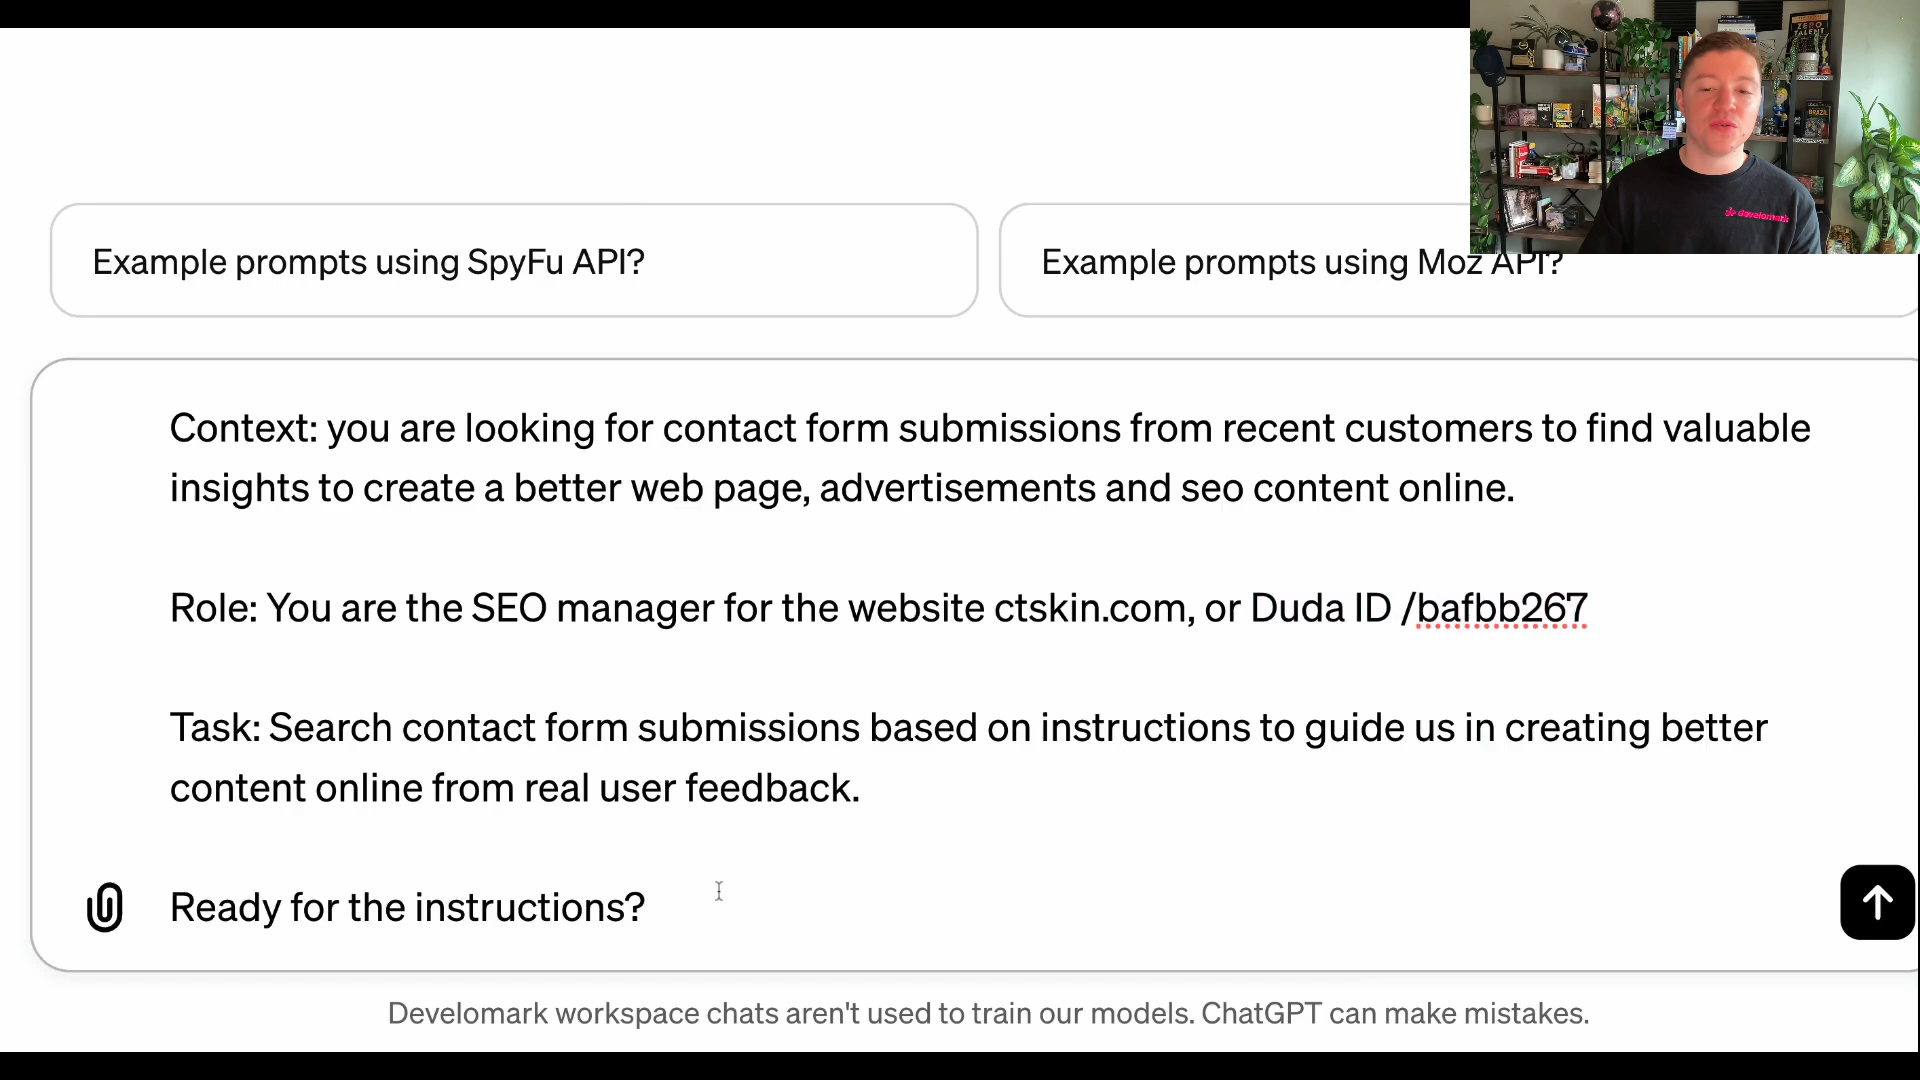 ZERO
TALENT
BRAZIL
develomark
Example prompts using SpyFu API?
Example prompts using Moz API?
Context: you are looking for contact form submissions from recent customers to find valuable
insights to create a better web page, advertisements and seo content online.
Role: You are the SEO manager for the website ctskin.com, or Duda ID /bafbb267
Task: Search contact form submissions based on instructions to guide us in creating better
content online from real user feedback.
Ready for the instructions?
Develomark workspace chats aren't used to train our models. ChatGPT can make mistakes.